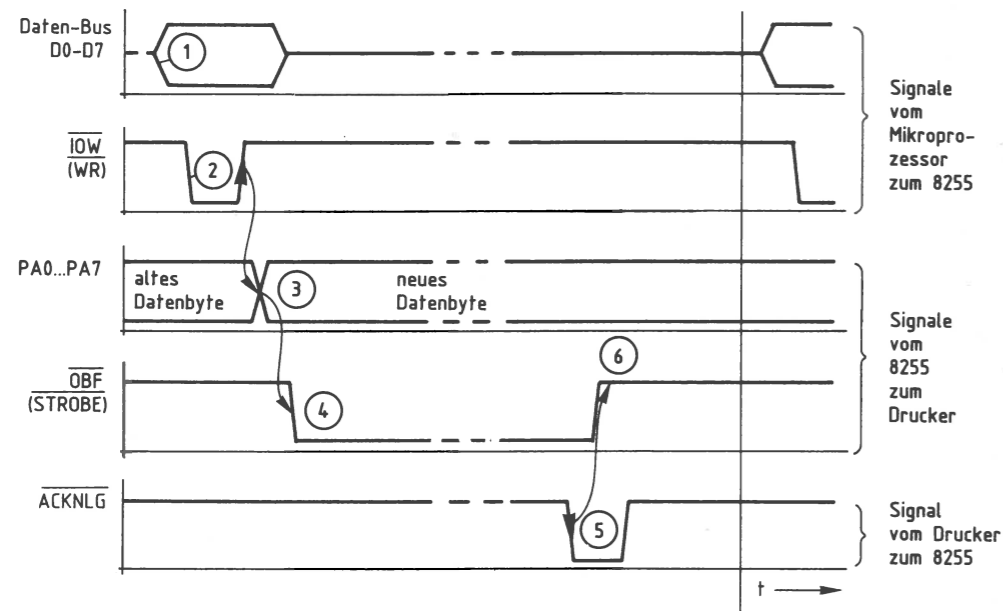 Daten-Bus
D0-D7
1
Signale
vom
Mikropro-
zessor
zum 8255
IOW
(WR)
2
PA0...PA7
altes
Datenbyte
3
neues
Datenbyte
Signale
vom
8255
zum
Drucker
OBF
(STROBE)
4
6
ACKNLG
5
Signal
vom Drucker
zum 8255
t